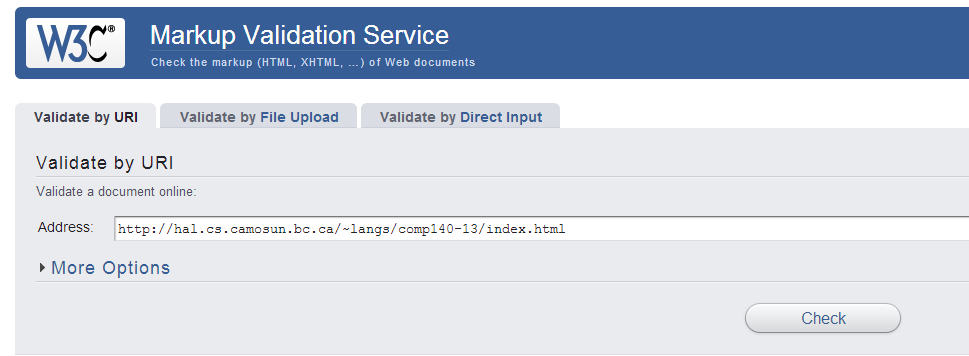 W3C®
Markup Validation Service
Check the markup (HTML, XHTML, ...) of Web documents
Validate by URI
Validate by File Upload
Validate by Direct Input
Validate by URI
Validate a document online:
Address: http://hal.cs.camosun.bc.ca/~langs/comp140-13/index.html
More Options
Check